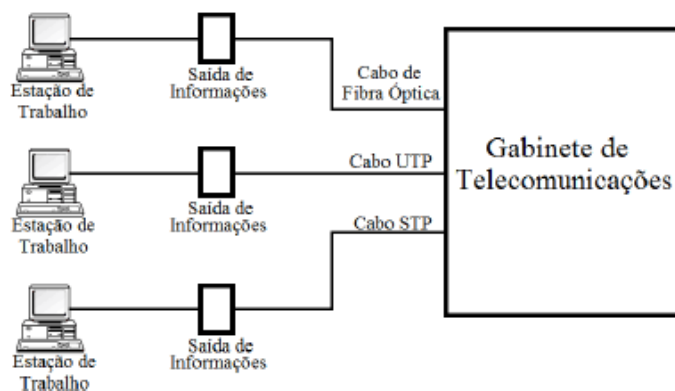 Estação de
Trabalho
Saída de
Informações
Cabo de
Fibra Óptica
Estação de
Trabalho
Saída de
Informações
Cabo UTP
Gabinete de
Telecomunicações
Cabo STP
Estação de
Trabalho
Saída de
Informações